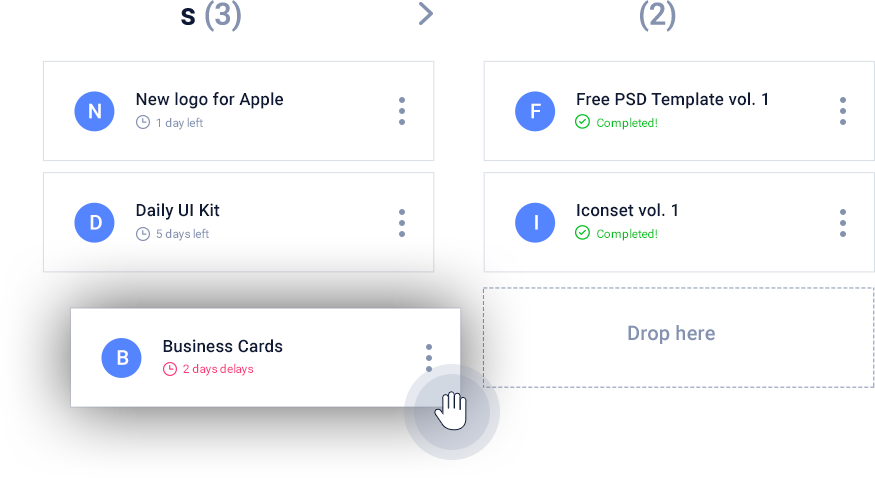 s (3)
(2)
N
New logo for Apple
1 day left
D
Daily UI Kit
5 days left
B
Business Cards
2 days delays
F
Free PSD Template vol. 1
Completed!
I
Iconset vol. 1
Completed!
Drop here